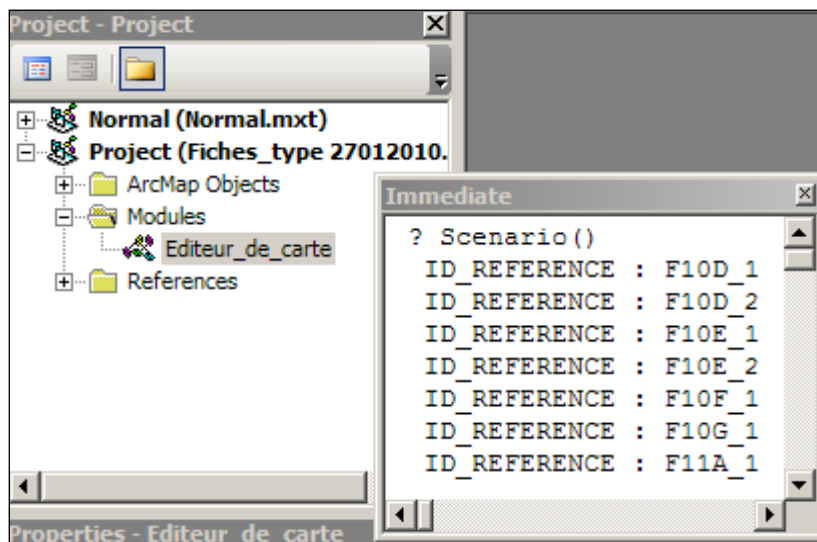 Project - Project
Normal (Normal.mxt)
Project (Fiches_type 27012010.
ArcMap Objects
Modules
Editeur_de_carte
References
Immediate
? Scenario()
ID_REFERENCE : F10D_1
ID_REFERENCE : F10D_2
ID_REFERENCE : F10E_1
ID_REFERENCE : F10E_2
ID_REFERENCE : F10F_1
ID_REFERENCE : F10G_1
ID_REFERENCE : F11A_1
Properties - Editeur_de_carte